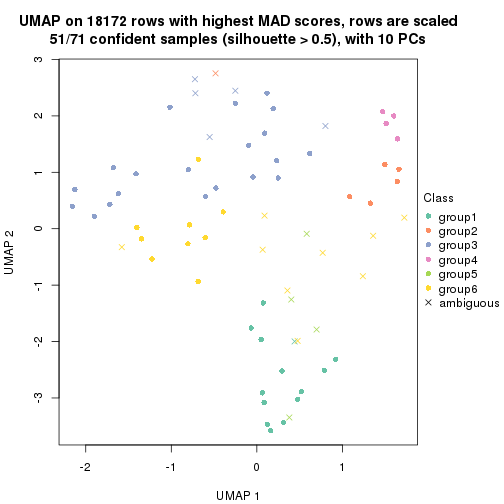 UMAP on 18172 rows with highest MAD scores, rows are scaled
51/71 confident samples (silhouette > 0.5), with 10 PCs
3
2
1
0
-1
-2
-3
UMAP 2
-2
-1
0
1
UMAP 1
Class
group1
group2
group3
group4
group5
group6
ambiguous